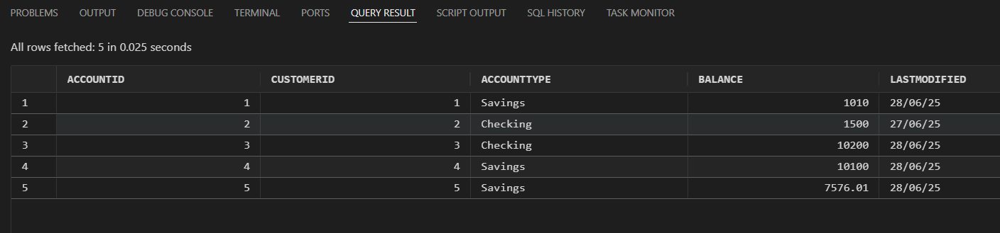 PROBLEMS OUTPUT DEBUG CONSOLE TERMINAL PORTS QUERY RESULT SCRIPT OUTPUT SQL HISTORY TASK MONITOR
All rows fetched: 5 in 0.025 seconds
ACCOUNTID CUSTOMERID ACCOUNTTYPE BALANCE LASTMODIFIED
1 1 1 Savings 1010 28/06/25
2 2 2 Checking 1500 27/06/25
3 3 3 Checking 10200 28/06/25
4 4 4 Savings 10100 28/06/25
5 5 5 Savings 7576.01 28/06/25